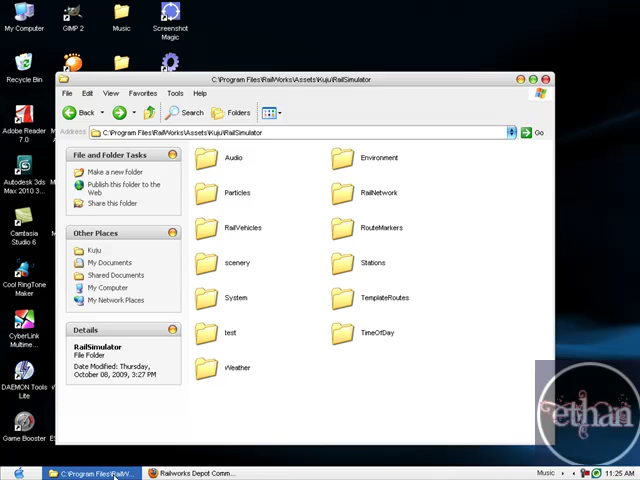 My Computer
GIMP 2
Music
Screenshot
Magic
Recycle Bin
Adobe Reader
7.0
Autodesk 3ds
Max 2010 3...
Camtasia
Studio 6
Cool RingTone
Maker
CyberLink
Multime...
DAEMON Tools
Lite
Game Booster
C:\Program Files\RailWorks\Assets\Kuju\RailSimulator
File Edit View Favorites Tools Help
Back Search Folders
Address C:\Program Files\RailWorks\Assets\Kuju\RailSimulator Go
File and Folder Tasks
Make a new folder
Publish this folder to the
Web
Share this folder
Other Places
Kuju
My Documents
Shared Documents
My Computer
My Network Places
Details
RailSimulator
File Folder
Date Modified: Thursday,
October 08, 2009, 3:27 PM
Audio Environment
Particles RailNetwork
RailVehicles RouteMarkers
scenery Stations
System TemplateRoutes
test TimeOfDay
Weather
ethan
C:\Program Files\RailW... Railworks Depot Comm... Music 11:25 AM